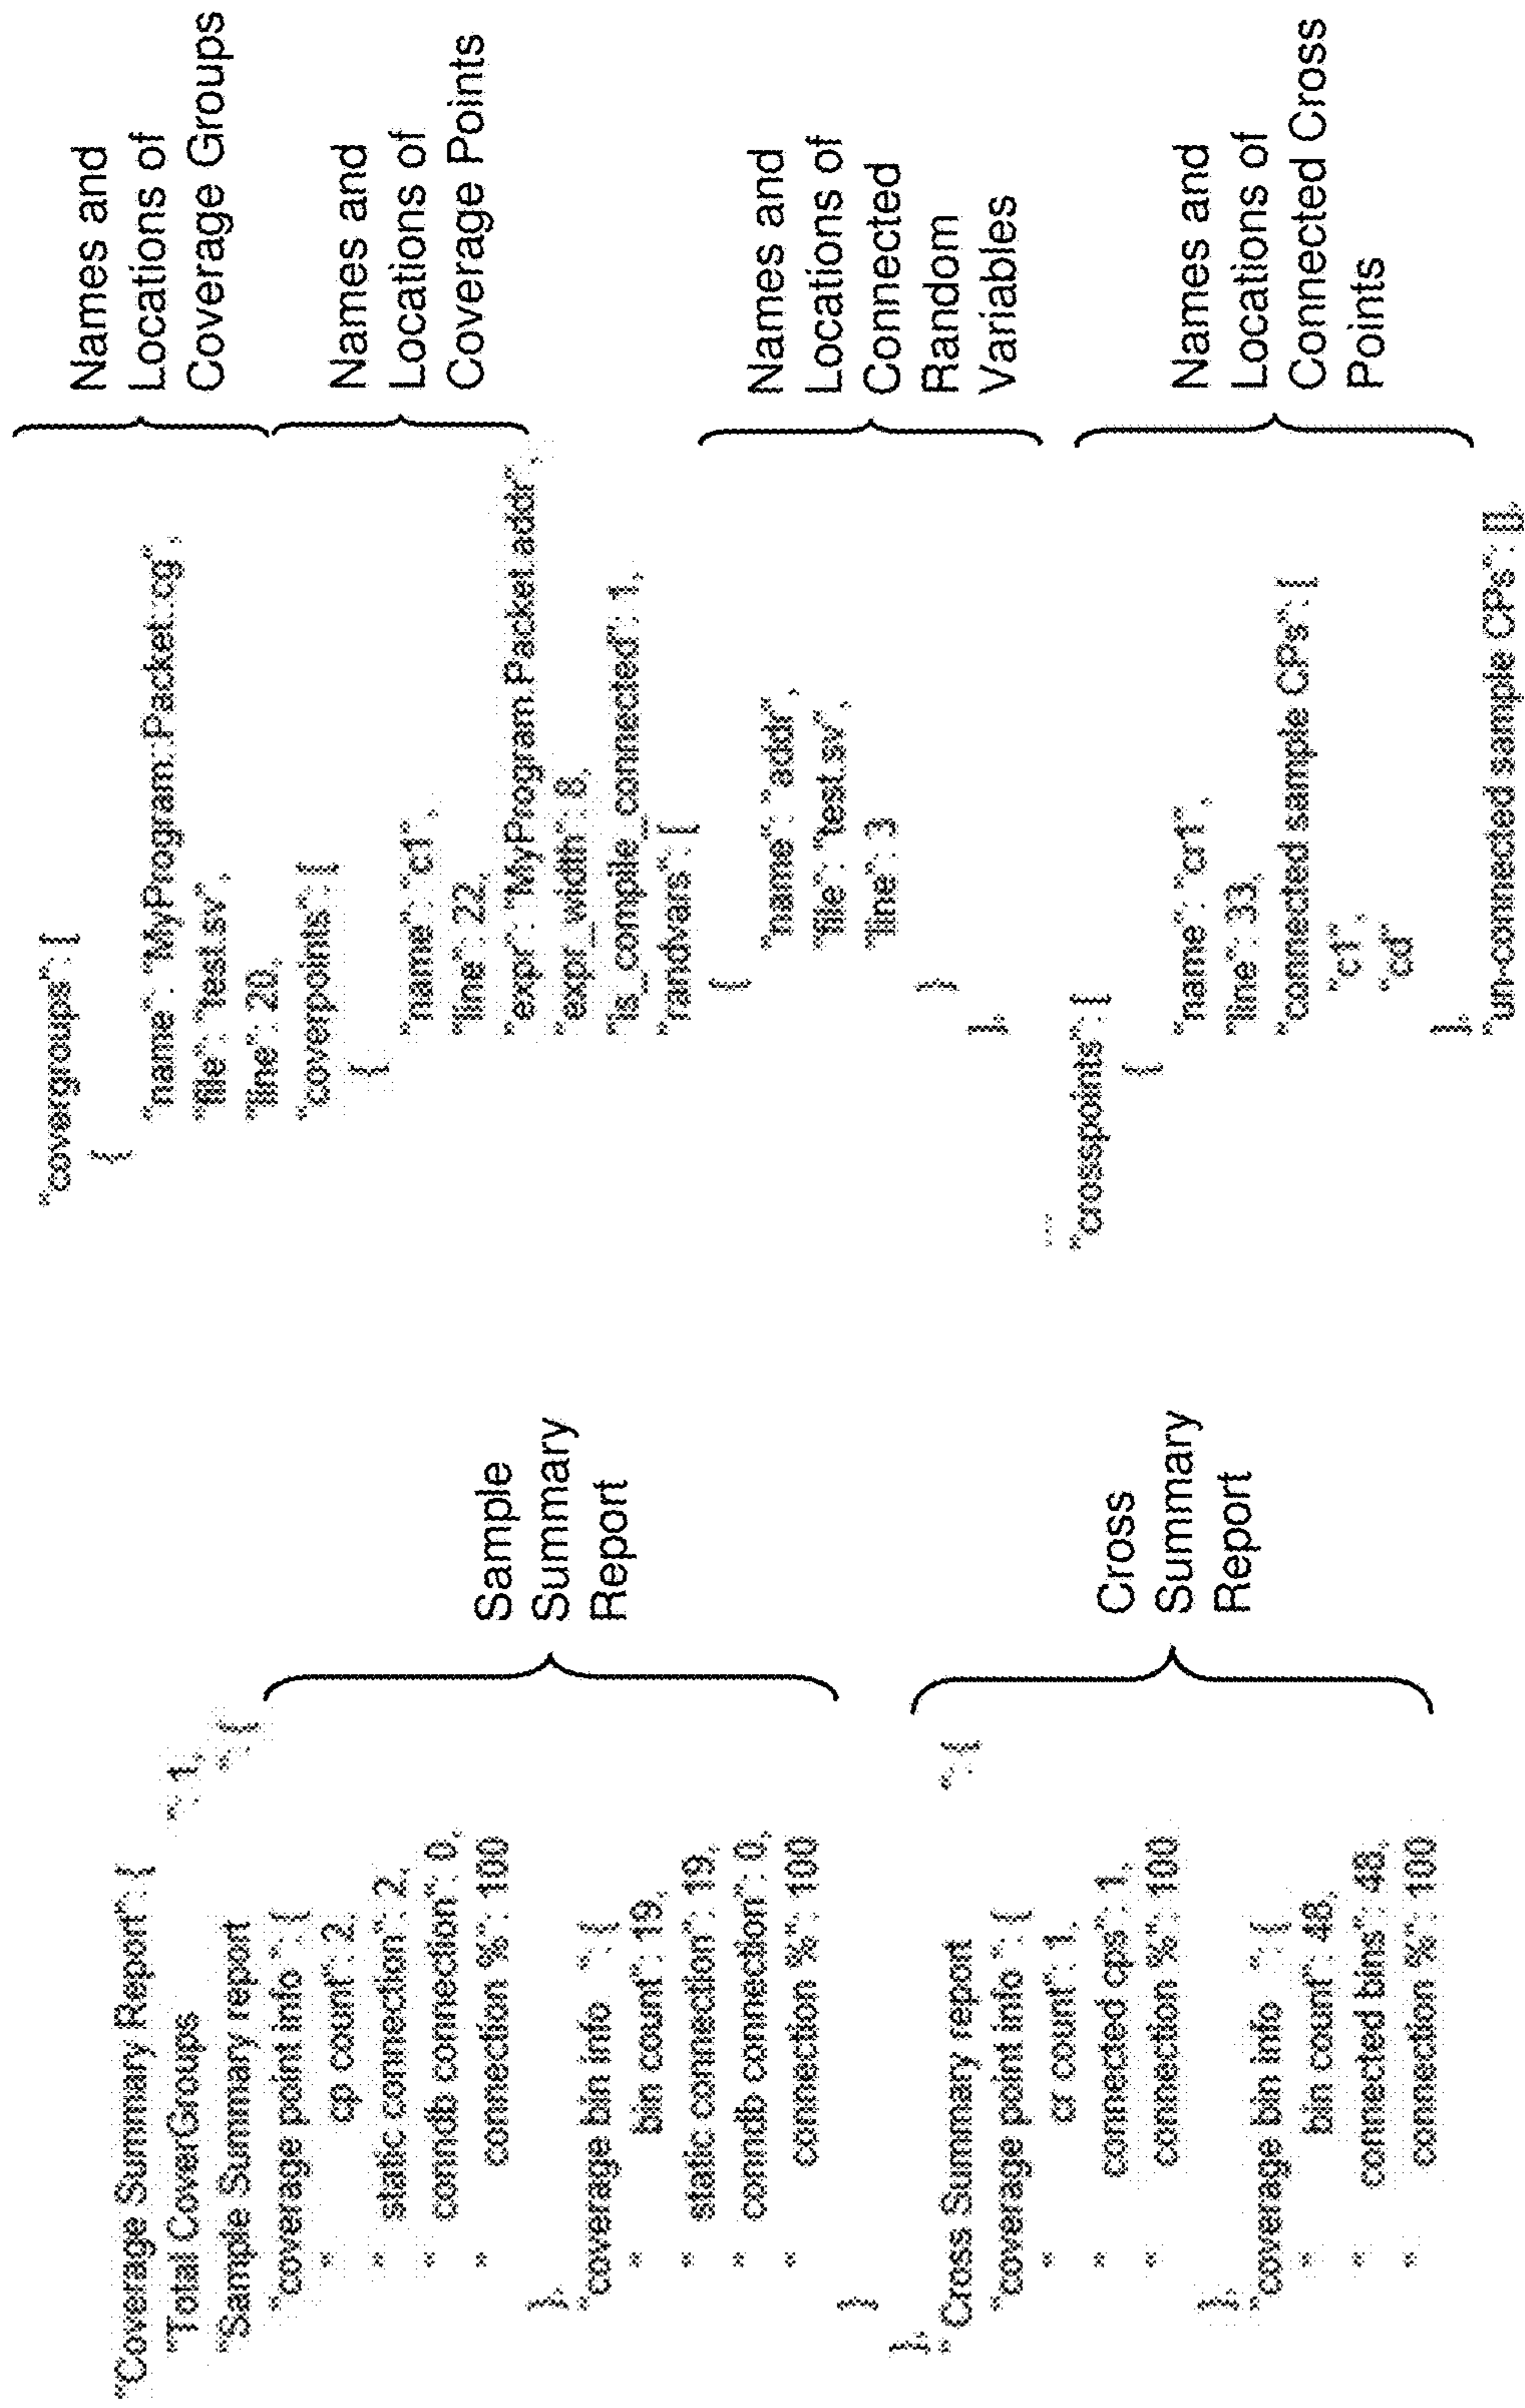 "Coverage Summary Report": {
"Total CoverGroups ": 1,
"Sample Summary report ": {
"coverage point info ": {
" cp count": 2,
" static connection": 2,
" conndb connection": 0,
" connection %": 100
},
"coverage bin info ": {
" bin count": 19,
" static connection": 19,
" conndb connection": 0,
" connection %": 100
}
},
" Cross Summary report ": {
"coverage point info ": {
" cr count": 1,
" connected cps": 1,
" connection %": 100
},
"coverage bin info ": {
" bin count": 48,
" connected bins": 48,
" connection %": 100
Sample
Summary
Report
Cross
Summary
Report
"covergroups": [
{
"name": "MyProgram::Packet::cg",
"file": "test.sv",
"line": 20,
"coverpoints": [
{
"name": "c1",
"line": 22,
"expr": "MyProgram.Packet.addr",
"expr_width": 8,
"is_compile_connected": 1,
"randvars": [
{
"name": "addr",
"file": "test.sv",
"line": 3
}
],
....
"crosspoints": [
{
"name": "cr1",
"line": 33,
"connected sample CPs": [
"c1",
"cd"
],
"un-connected sample CPs": [],
Names and
Locations of
Coverage Groups
Names and
Locations of
Coverage Points
Names and
Locations of
Connected
Random
Variables
Names and
Locations of
Connected Cross
Points